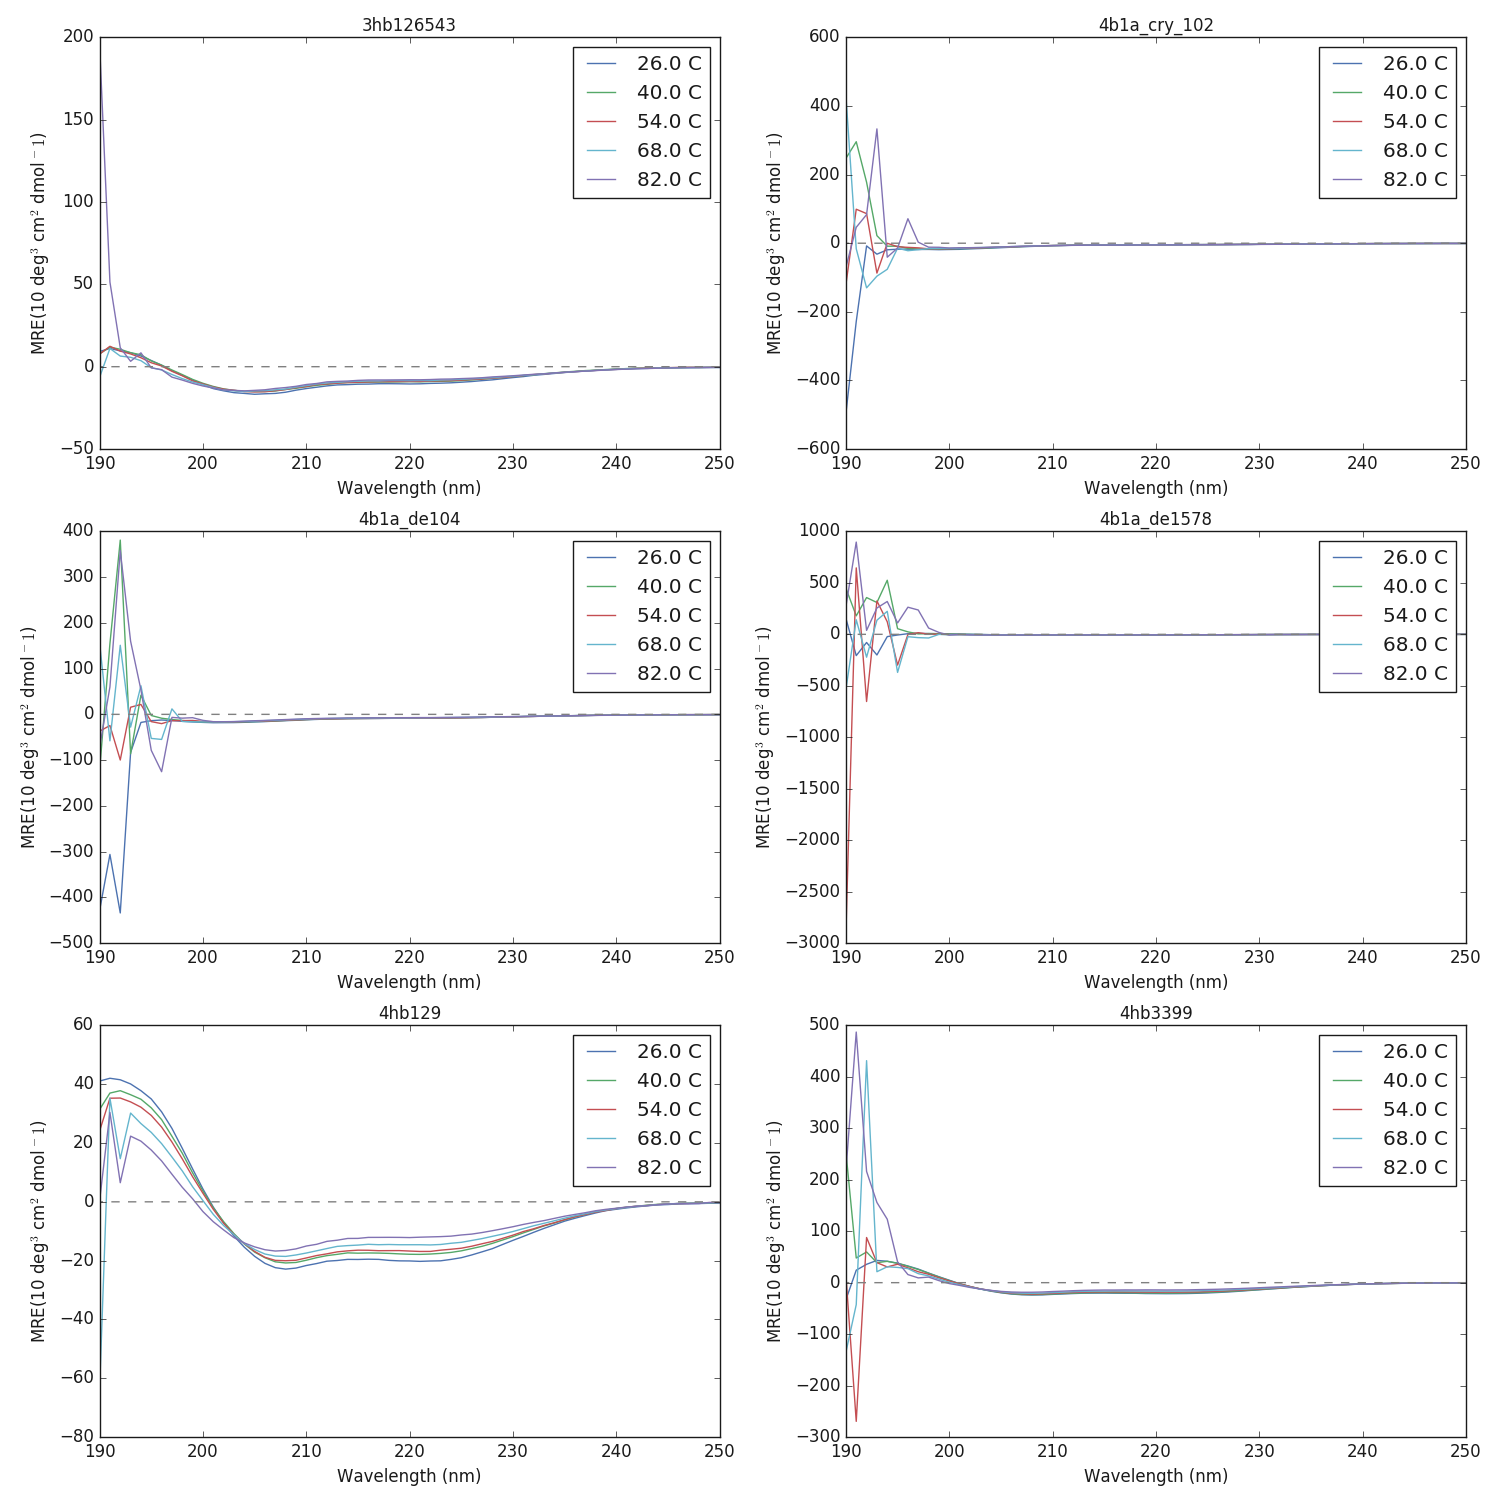 3hb126543
200
150
100
50
0
−50
MRE(10 deg³ cm² dmol⁻1)
26.0 C
40.0 C
54.0 C
68.0 C
82.0 C
190 200 210 220 230 240 250
Wavelength (nm)
4b1a_cry_102
600
400
200
0
−200
−400
−600
MRE(10 deg³ cm² dmol⁻1)
26.0 C
40.0 C
54.0 C
68.0 C
82.0 C
190 200 210 220 230 240 250
Wavelength (nm)
4b1a_de104
400
300
200
100
0
−100
−200
−300
−400
−500
MRE(10 deg³ cm² dmol⁻1)
26.0 C
40.0 C
54.0 C
68.0 C
82.0 C
190 200 210 220 230 240 250
Wavelength (nm)
4b1a_de1578
1000
500
0
−500
−1000
−1500
−2000
−2500
−3000
MRE(10 deg³ cm² dmol⁻1)
26.0 C
40.0 C
54.0 C
68.0 C
82.0 C
190 200 210 220 230 240 250
Wavelength (nm)
4hb129
60
40
20
0
−20
−40
−60
−80
MRE(10 deg³ cm² dmol⁻1)
26.0 C
40.0 C
54.0 C
68.0 C
82.0 C
190 200 210 220 230 240 250
Wavelength (nm)
4hb3399
500
400
300
200
100
0
−100
−200
−300
MRE(10 deg³ cm² dmol⁻1)
26.0 C
40.0 C
54.0 C
68.0 C
82.0 C
190 200 210 220 230 240 250
Wavelength (nm)